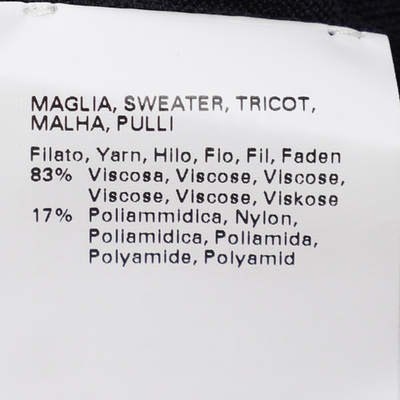 MAGLIA, SWEATER, TRICOT,
MALHA, PULLI
Filato, Yarn, Hilo, Flo, Fil, Faden
83% Viscosa, Viscose, Viscose,
Viscose, Viscose, Viskose
17% Poliammidica, Nylon,
Poliamidica, Poliamida,
Polyamide, Polyamid